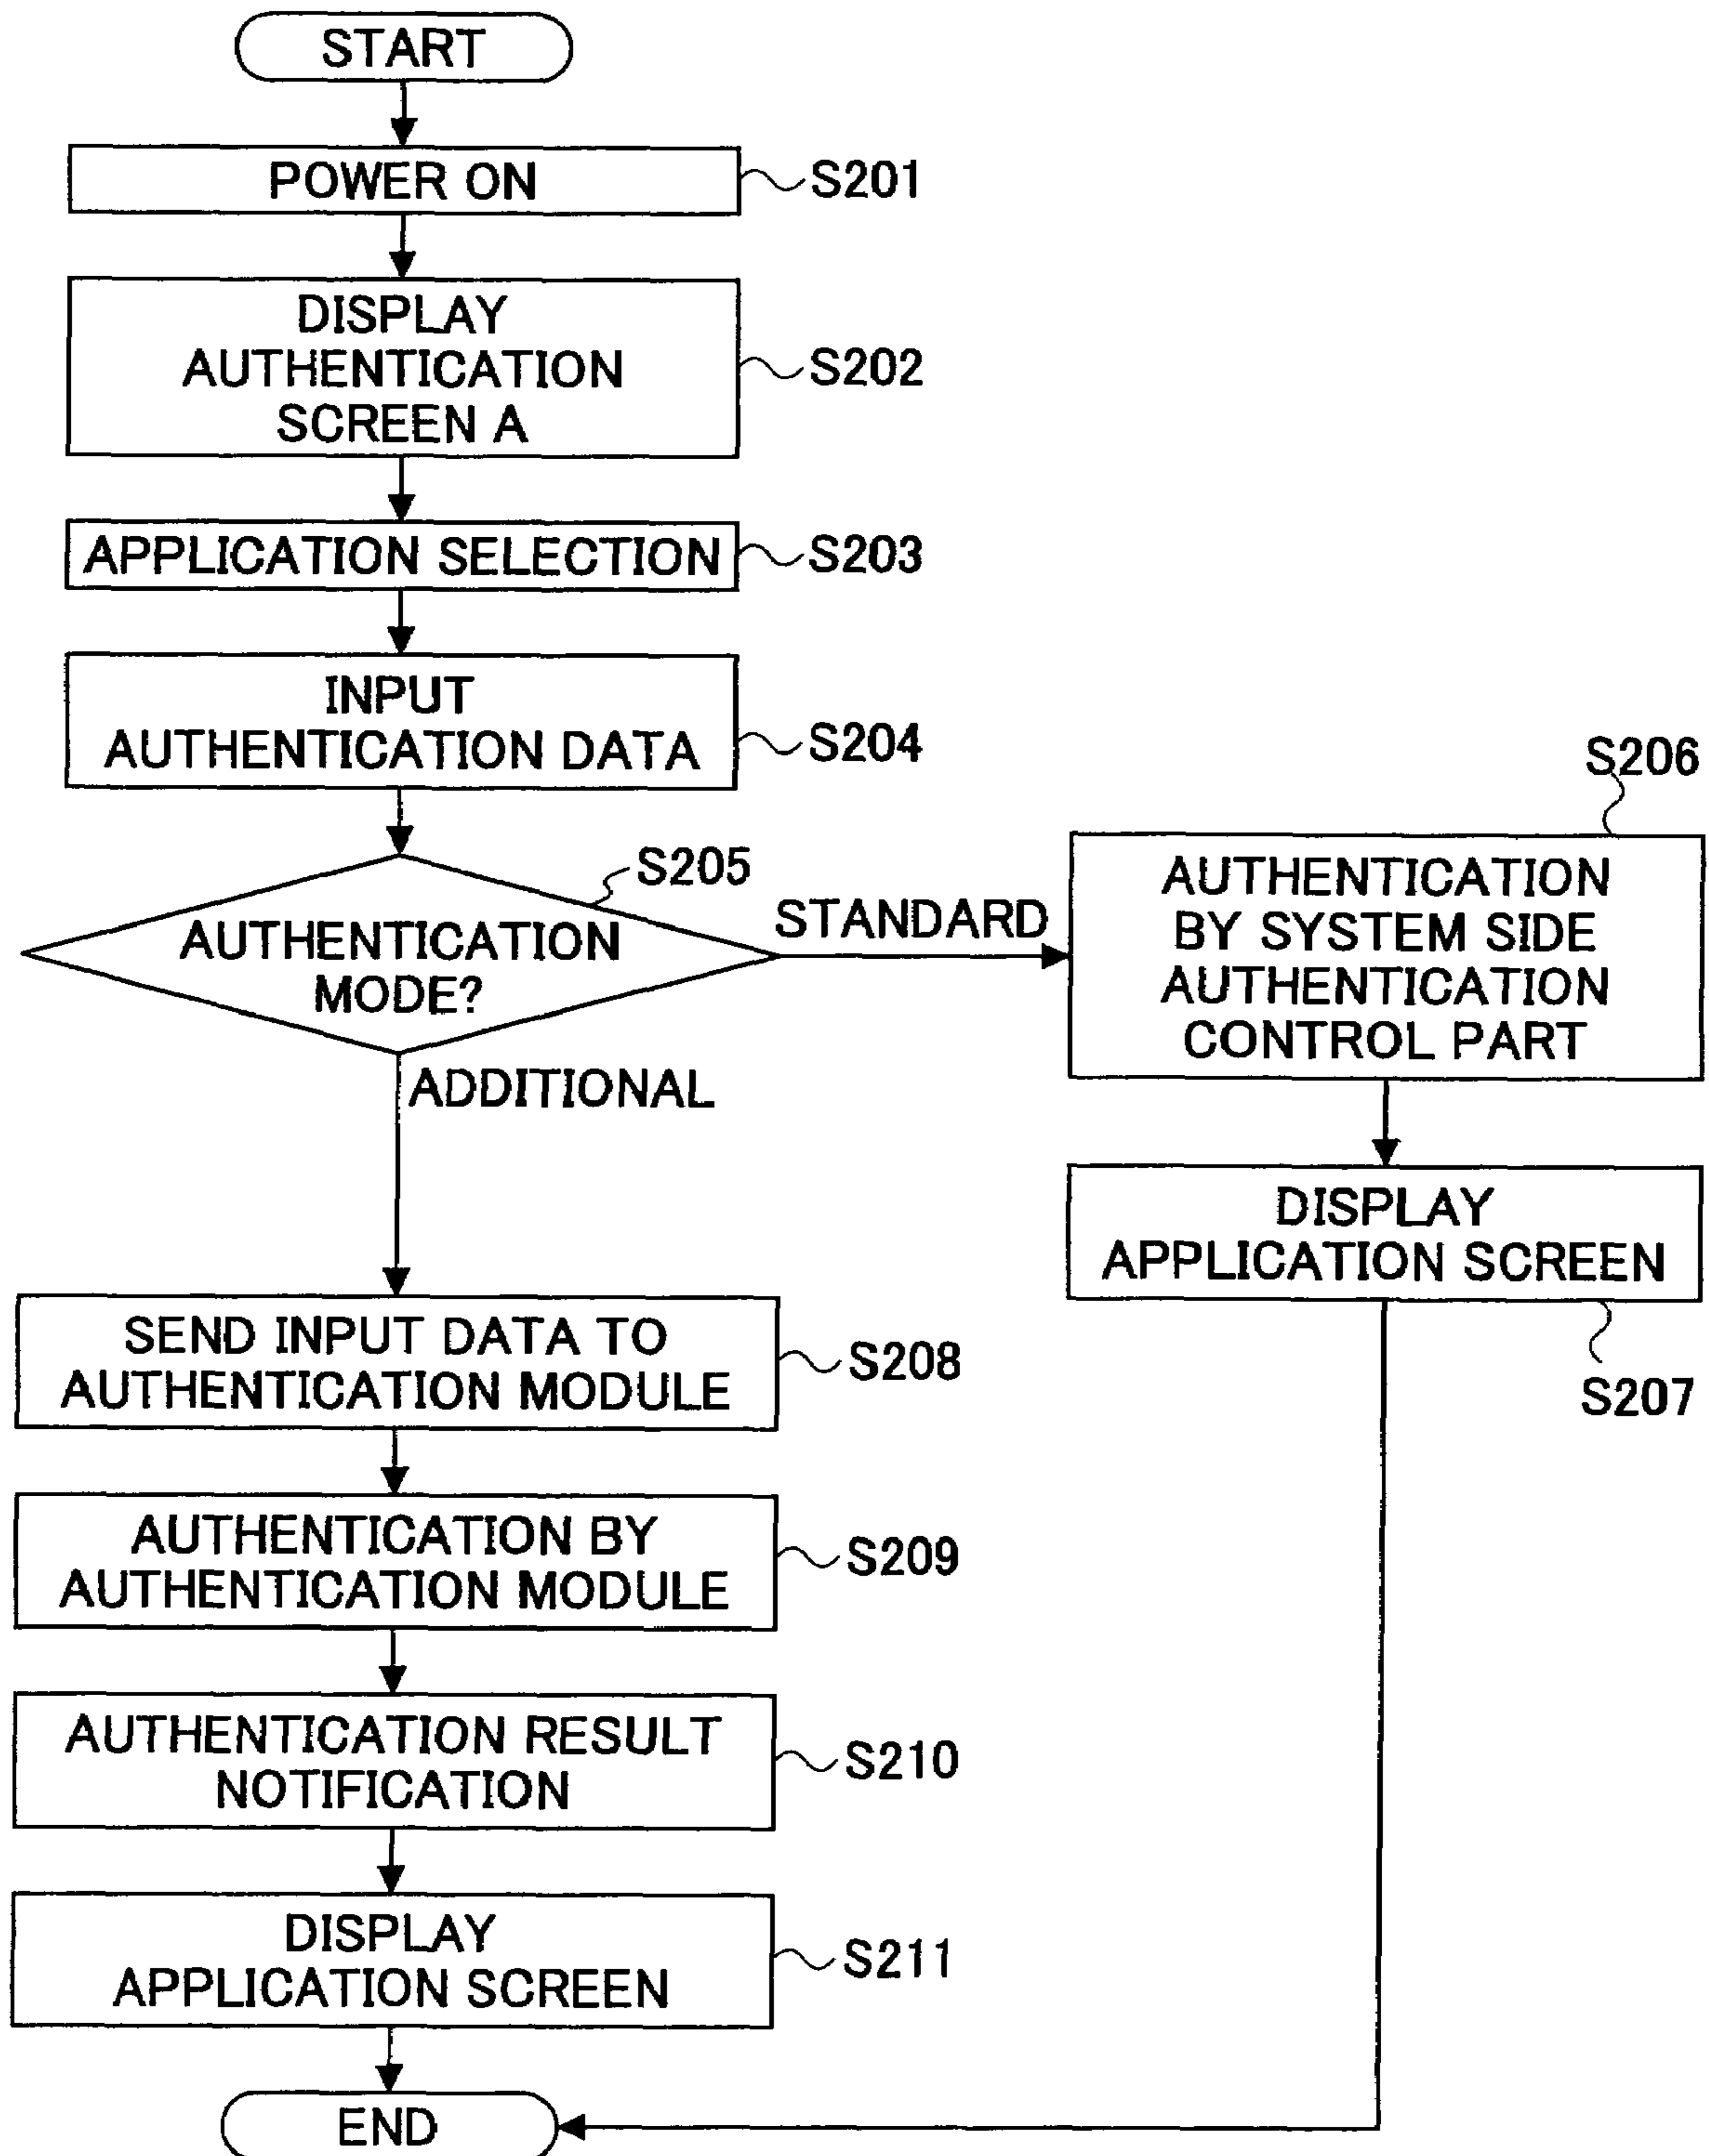 START
POWER ON
S201
DISPLAY
AUTHENTICATION
SCREEN A
S202
APPLICATION SELECTION
S203
INPUT
AUTHENTICATION DATA
S204
S205
AUTHENTICATION
MODE?
STANDARD
S206
AUTHENTICATION
BY SYSTEM SIDE
AUTHENTICATION
CONTROL PART
DISPLAY
APPLICATION SCREEN
S207
ADDITIONAL
SEND INPUT DATA TO
AUTHENTICATION MODULE
S208
AUTHENTICATION BY
AUTHENTICATION MODULE
S209
AUTHENTICATION RESULT
NOTIFICATION
S210
DISPLAY
APPLICATION SCREEN
S211
END